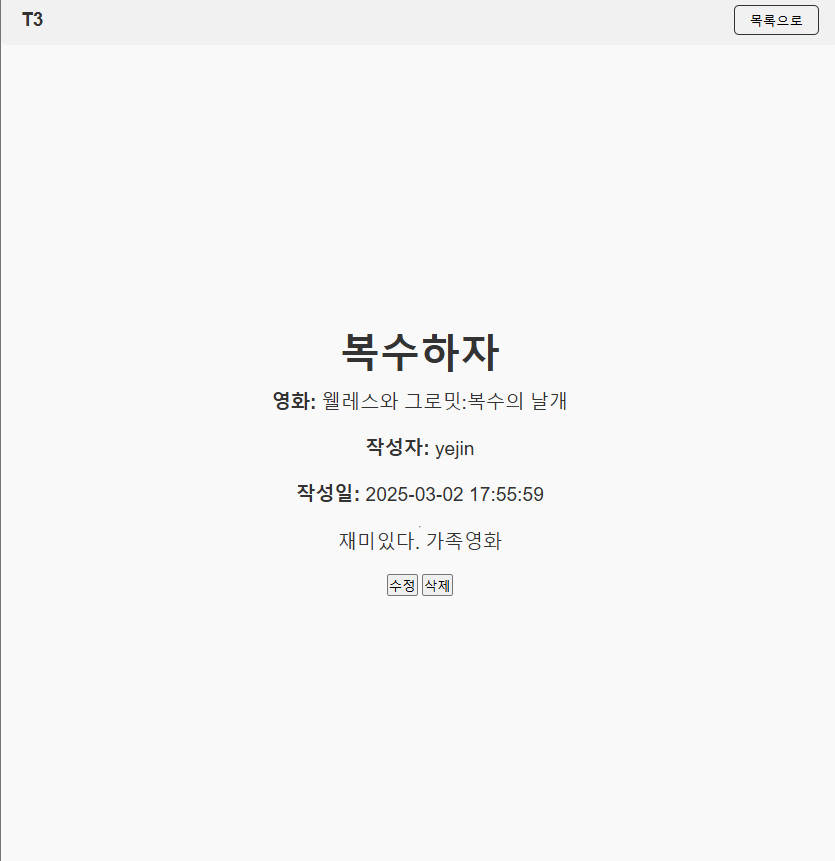 T3
목록으로
복수하자
영화: 웰레스와 그로밋:복수의 날개
작성자: yejin
작성일: 2025-03-02 17:55:59
재미있다. 가족영화
수정 삭제